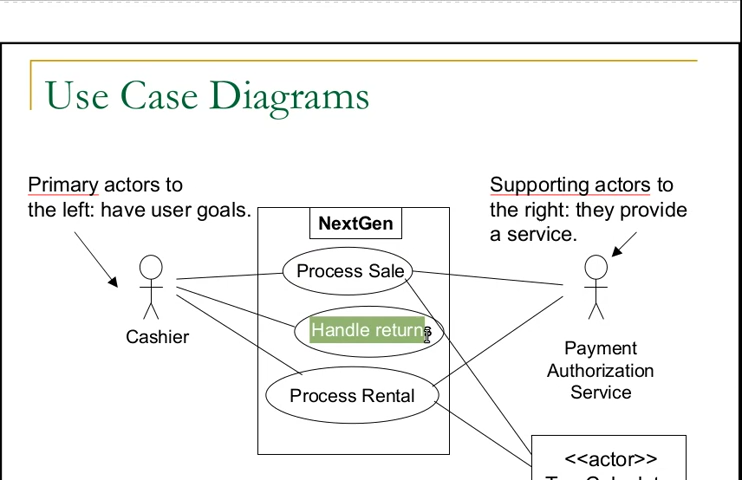 Use Case Diagrams
Primary actors to
the left: have user goals.
Supporting actors to
the right: they provide
a service.
NextGen
Process Sale
Handle return
Process Rental
Cashier
Payment
Authorization
Service
<<actor>>